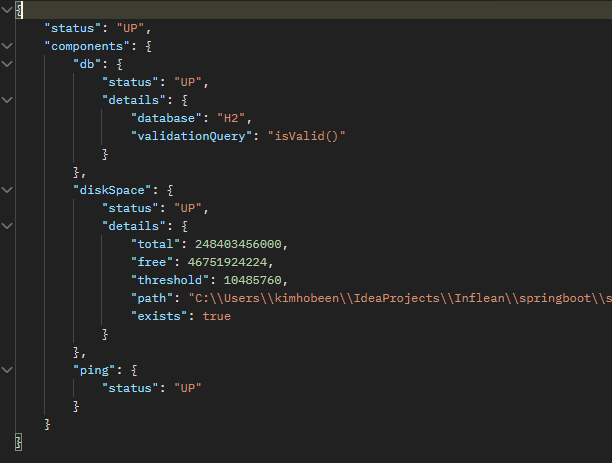 {
    "status": "UP",
    "components": {
        "db": {
            "status": "UP",
            "details": {
                "database": "H2",
                "validationQuery": "isValid()"
            }
        },
        "diskSpace": {
            "status": "UP",
            "details": {
                "total": 248403456000,
                "free": 46751924224,
                "threshold": 10485760,
                "path": "C:\\Users\\kimhobeen\\IdeaProjects\\Inflean\\springboot\\s
                "exists": true
            }
        },
        "ping": {
            "status": "UP"
        }
    }
}